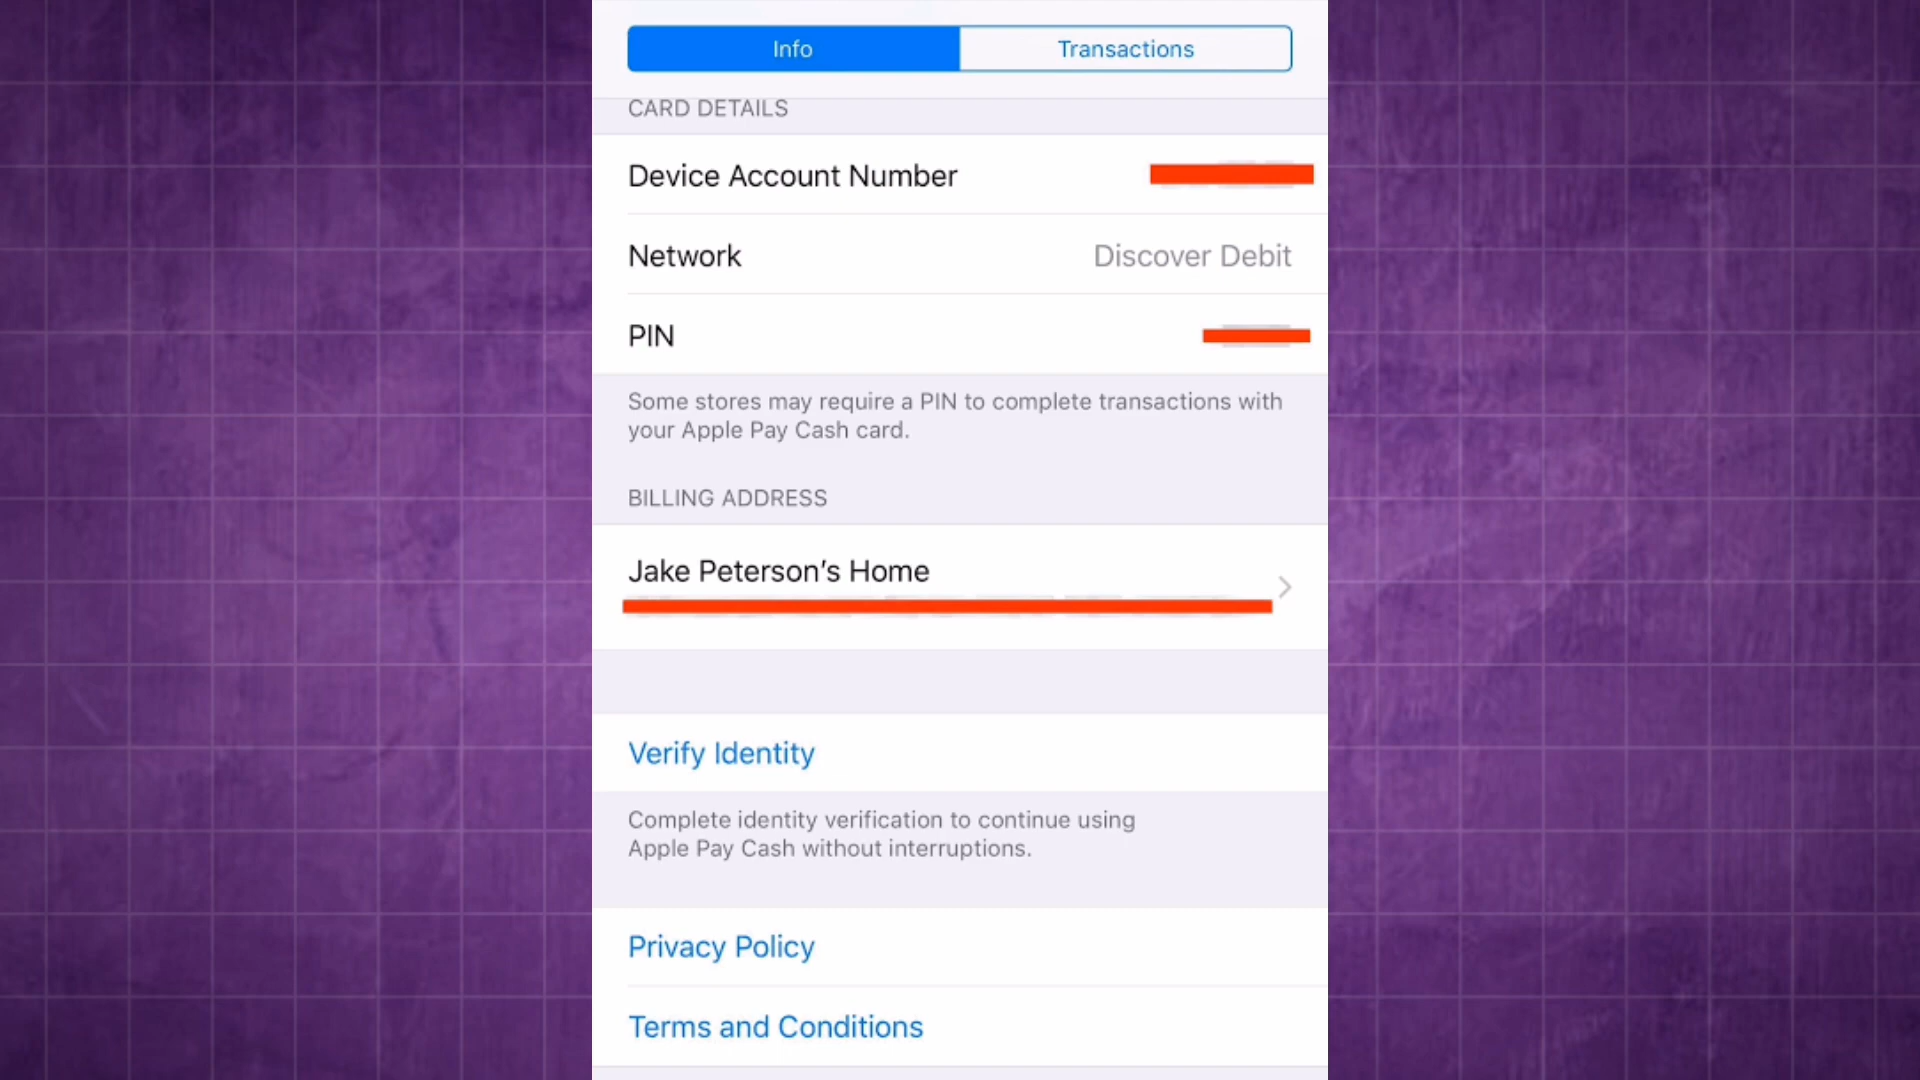 Info
Transactions
CARD DETAILS
Device Account Number
Network
Discover Debit
PIN
Some stores may require a PIN to complete transactions with
your Apple Pay Cash card.
BILLING ADDRESS
Jake Peterson's Home
Verify Identity
Complete identity verification to continue using
Apple Pay Cash without interruptions.
Privacy Policy
Terms and Conditions